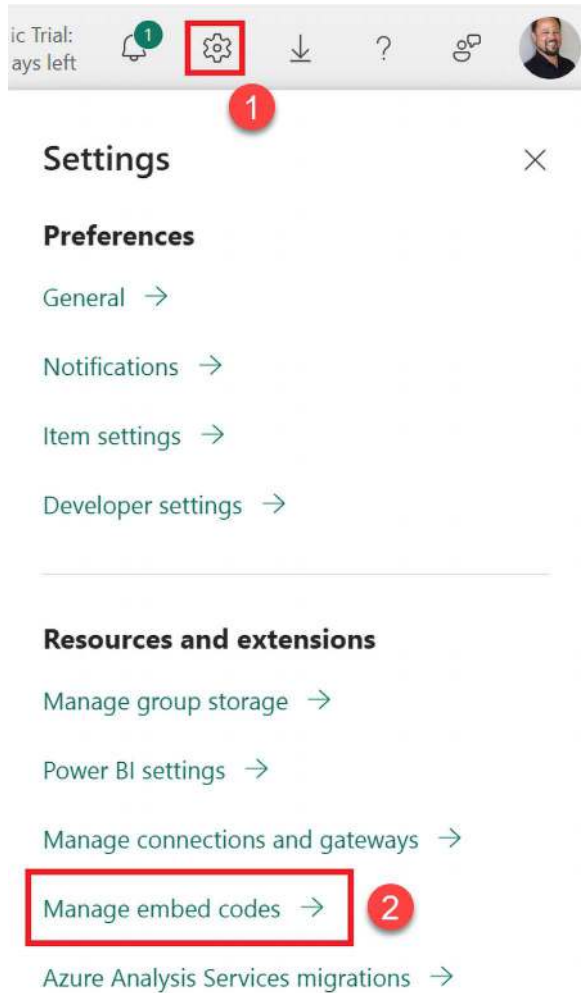 ic Trial:
ays left
1
?
1
Settings
Preferences
General →
Notifications →
Item settings →
Developer settings →
Resources and extensions
Manage group storage →
Power BI settings →
Manage connections and gateways →
Manage embed codes →
2
Azure Analysis Services migrations →